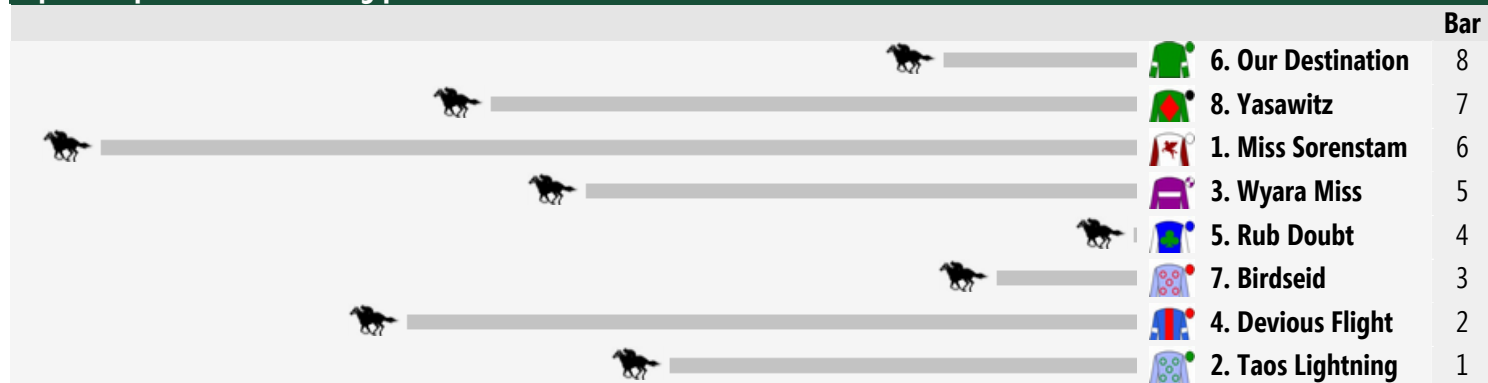 Bar
6. Our Destination 8
8. Yasawitz 7
1. Miss Sorenstam 6
3. Wyara Miss 5
5. Rub Doubt 4
7. Birdseid 3
4. Devious Flight 2
2. Taos Lightning 1